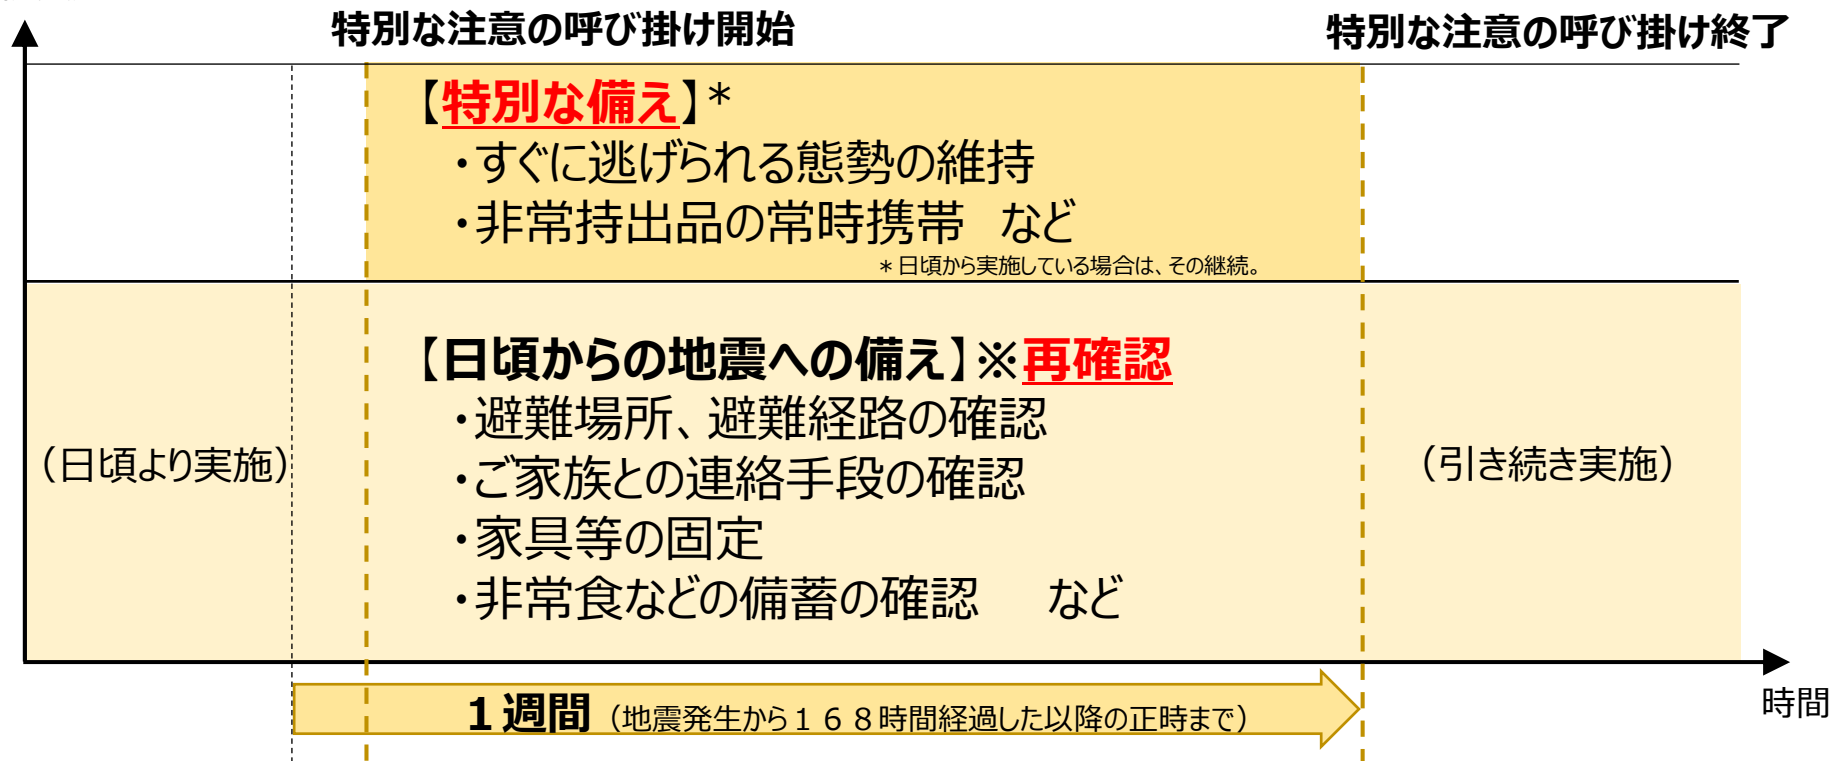 特別な注意の呼び掛け開始
特別な注意の呼び掛け終了
【特別な備え】*
・すぐに逃げられる態勢の維持
・非常持出品の常時携帯　など
＊日頃から実施している場合は、その継続。
【日頃からの地震への備え】※再確認
・避難場所、避難経路の確認
・ご家族との連絡手段の確認
・家具等の固定
・非常食などの備蓄の確認　など
（日頃より実施）
（引き続き実施）
１週間（地震発生から１６８時間経過した以降の正時まで）
時間